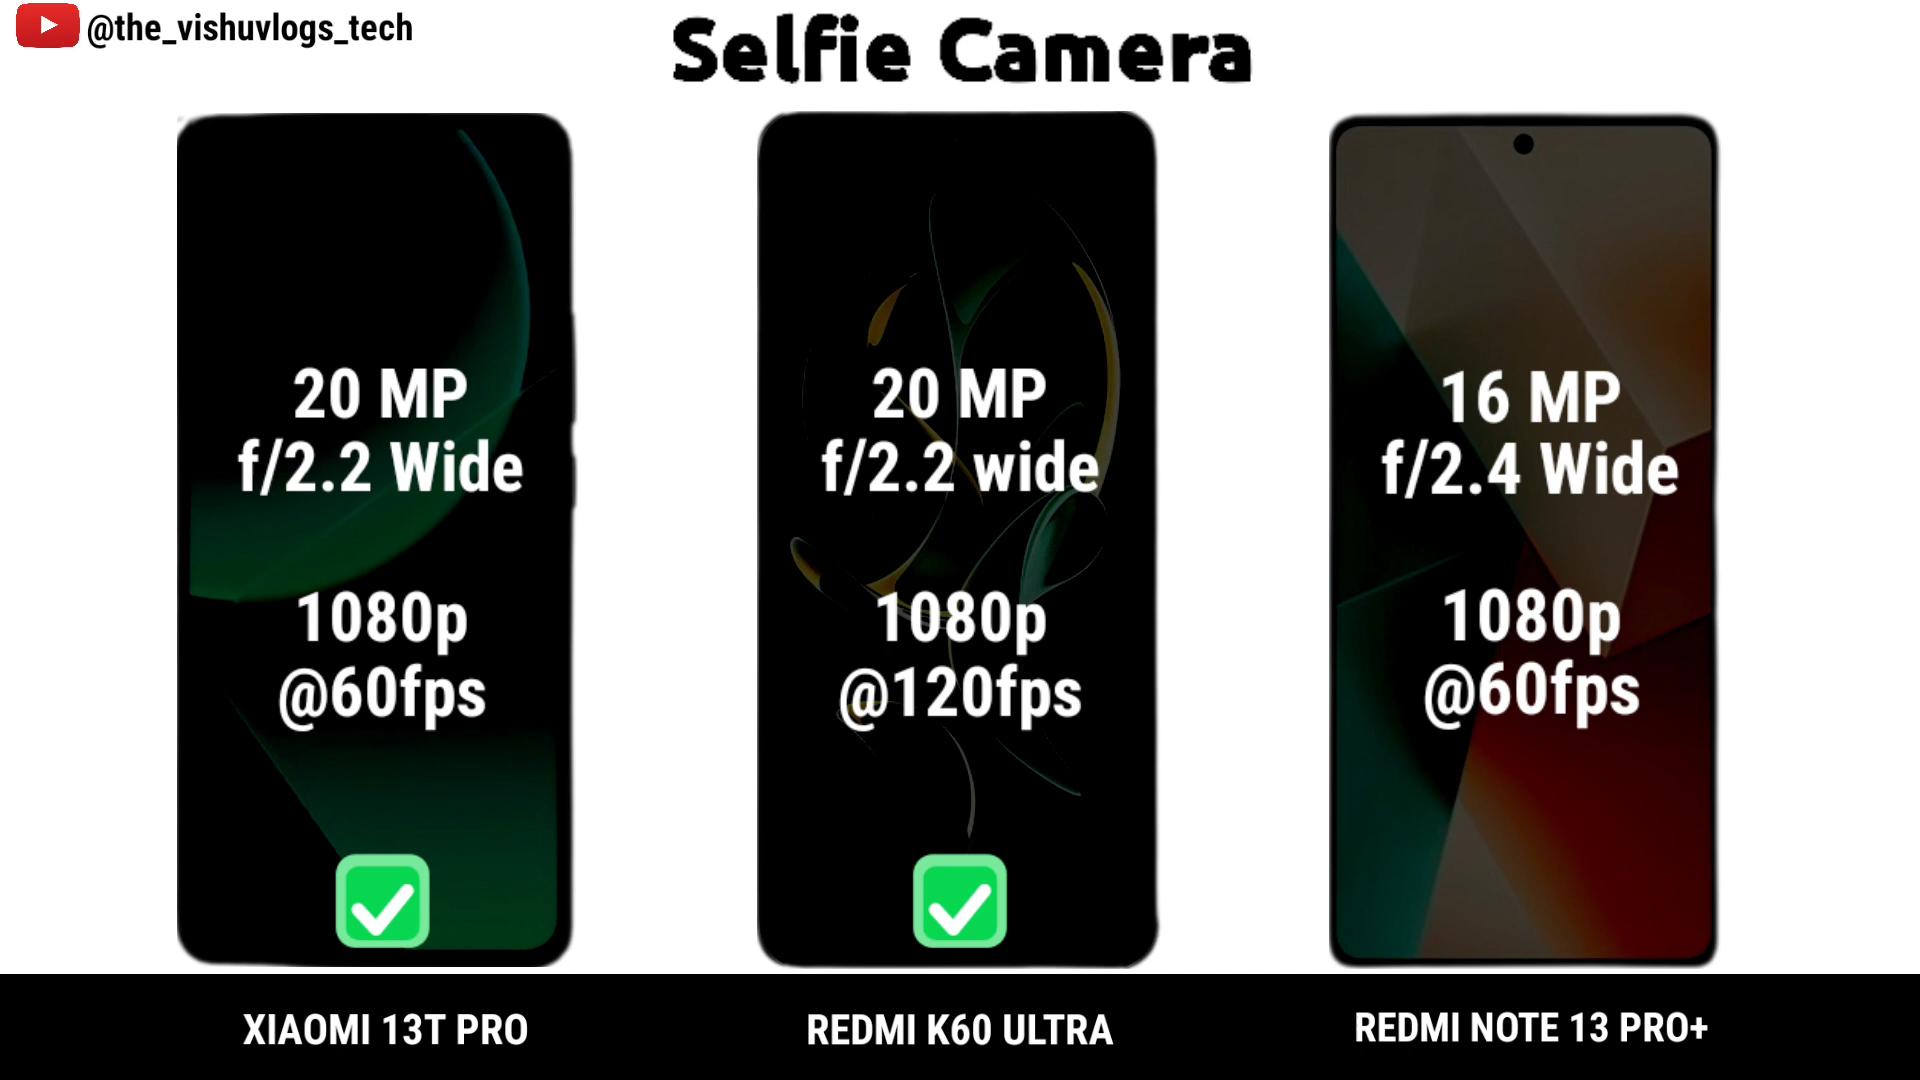 @the_vishuvlogs_tech
Selfie Camera
20 MP
f/2.2 Wide
1080p
@60fps
XIAOMI 13T PRO
20 MP
f/2.2 wide
1080p
@120fps
REDMI K60 ULTRA
16 MP
f/2.4 Wide
1080p
@60fps
REDMI NOTE 13 PRO+